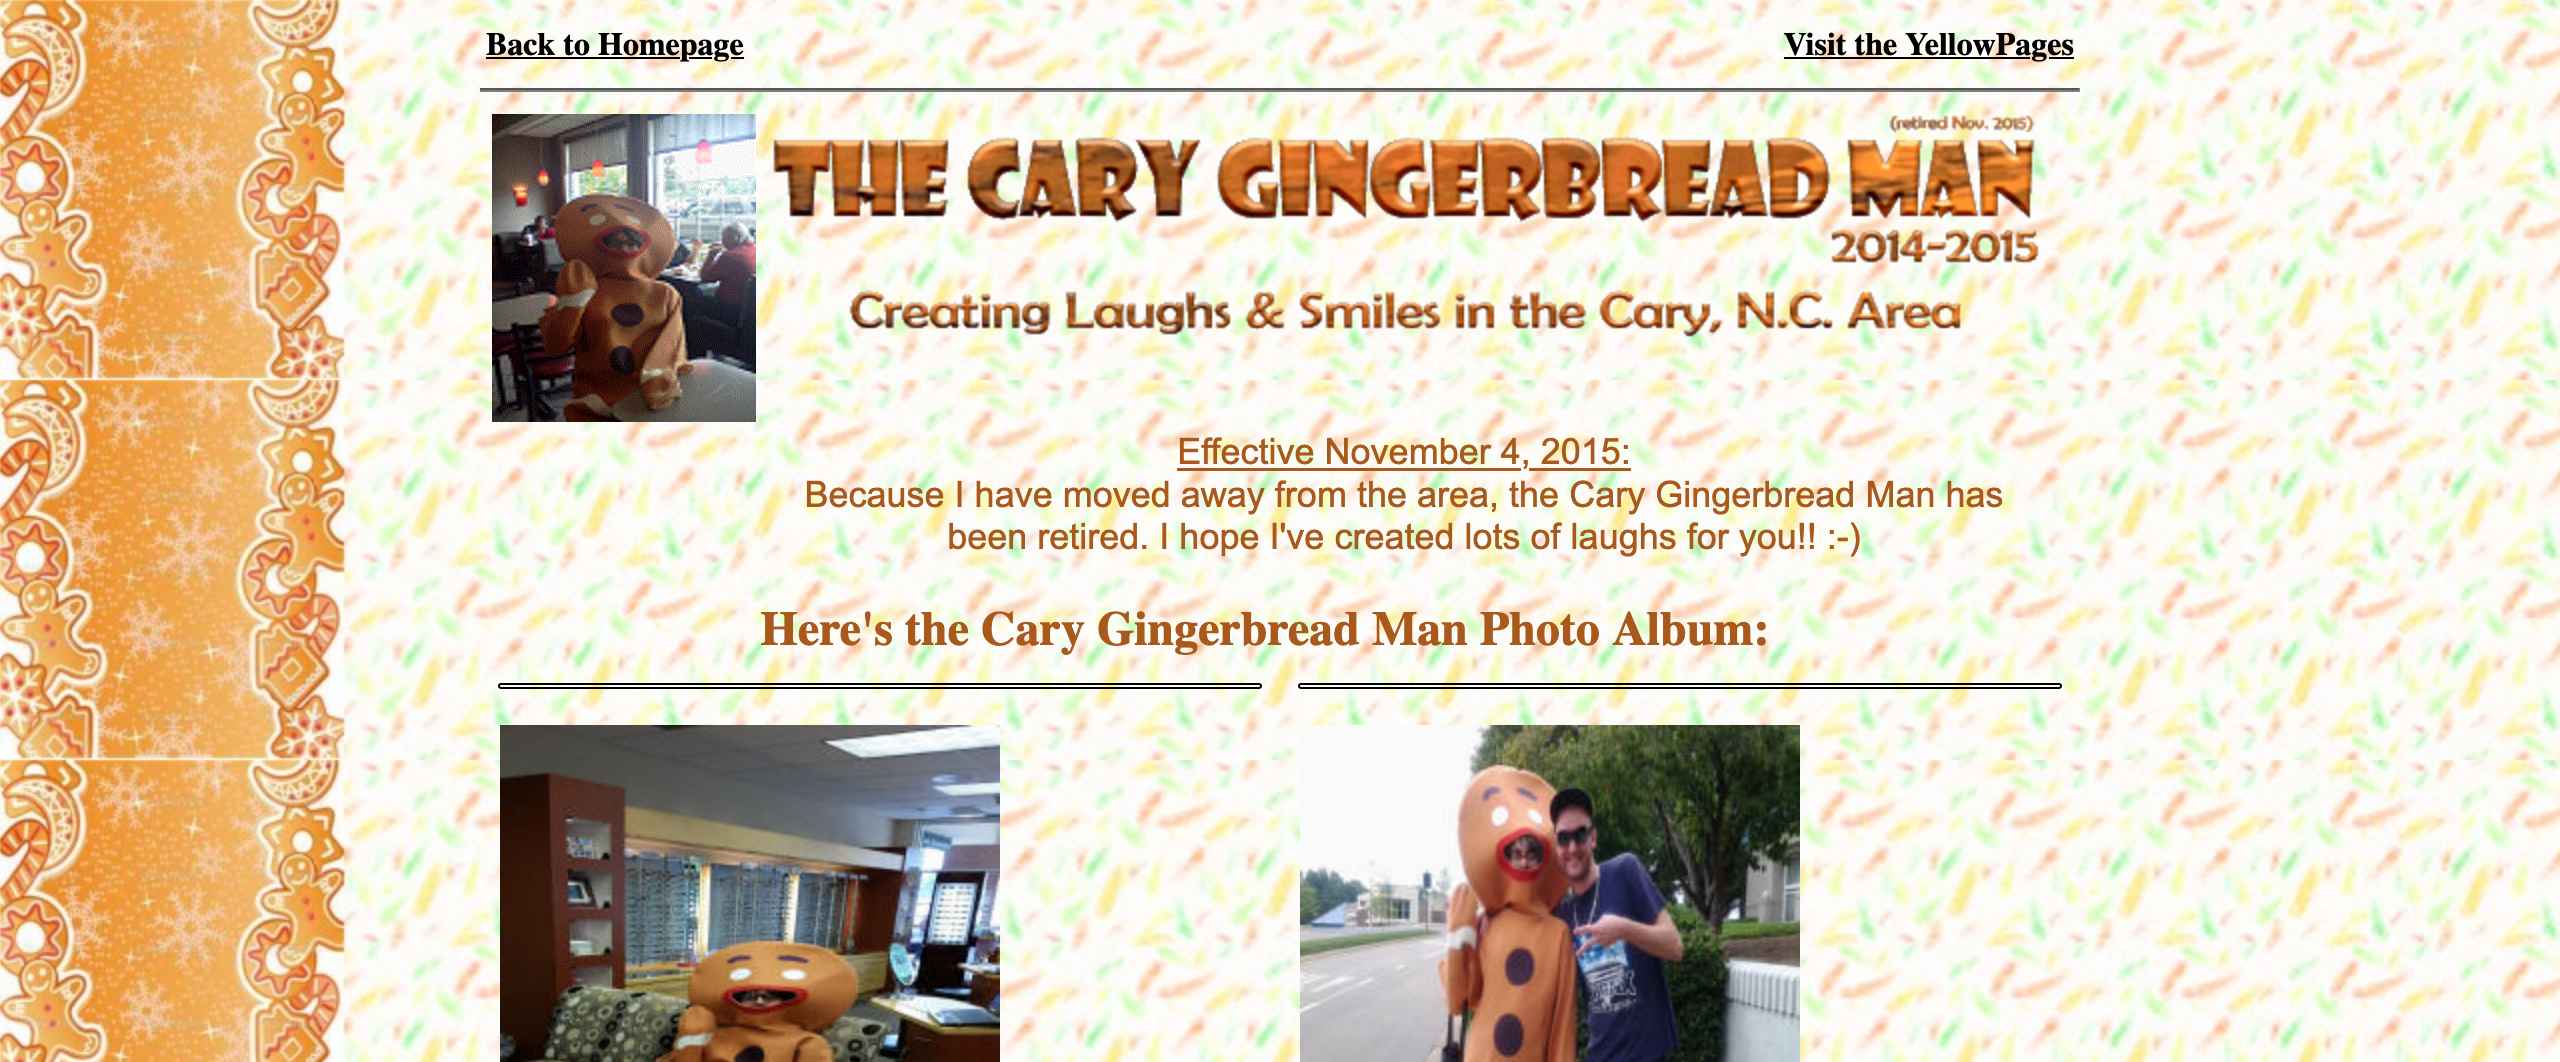 Back to Homepage
Visit the YellowPages
(retired Nov. 2015)
THE CARY GINGERBREAD MAN
2014-2015
Creating Laughs & Smiles in the Cary, N.C. Area
Effective November 4, 2015:
Because I have moved away from the area, the Cary Gingerbread Man has
been retired. I hope I've created lots of laughs for you!! :-)
Here's the Cary Gingerbread Man Photo Album: